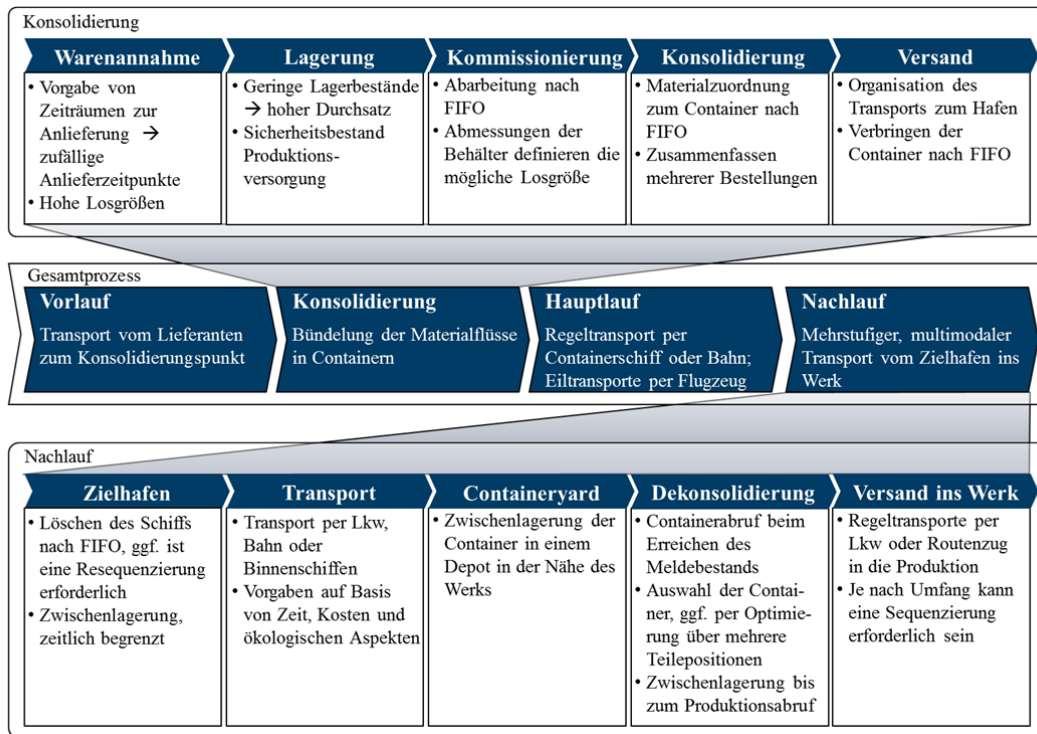 Konsolidierung
Warenannahme
• Vorgabe von
Zeiträumen zur
Anlieferung →
zufällige
Anlieferzeitpunkte
• Hohe Losgrößen
Lagerung
• Geringe Lagerbestände
→ hoher Durchsatz
• Sicherheitsbestand
Produktions-
versorgung
Kommissionierung
• Abarbeitung nach
FIFO
• Abmessungen der
Behälter definieren die
mögliche Losgröße
Konsolidierung
• Materialzuordnung
zum Container nach
FIFO
• Zusammenfassen
mehrerer Bestellungen
Versand
• Organisation des
Transports zum Hafen
• Verbringen der
Container nach FIFO
Gesamtprozess
Vorlauf
Transport vom Lieferanten
zum Konsolidierungspunkt
Konsolidierung
Bündelung der Materialflüsse
in Containern
Hauptlauf
Regeltransport per
Containerschiff oder Bahn;
Eiltransporte per Flugzeug
Nachlauf
Mehrstufiger, multimodaler
Transport vom Zielhafen ins
Werk
Nachlauf
Zielhafen
• Löschen des Schiffs
nach FIFO, ggf. ist
eine Resequenzierung
erforderlich
• Zwischenlagerung,
zeitlich begrenzt
Transport
• Transport per Lkw,
Bahn oder
Binnenschiffen
• Vorgaben auf Basis
von Zeit, Kosten und
ökologischen Aspekten
Containeryard
• Zwischenlagerung der
Container in einem
Depot in der Nähe des
Werks
Dekonsolidierung
• Containerabruf beim
Erreichen des
Meldebestands
• Auswahl der Contai-
ner, ggf. per Optimie-
rung über mehrere
Teilepositionen
• Zwischenlagerung bis
zum Produktionsabruf
Versand ins Werk
• Regeltransporte per
Lkw oder Routenzug
in die Produktion
• Je nach Umfang kann
eine Sequenzierung
erforderlich sein